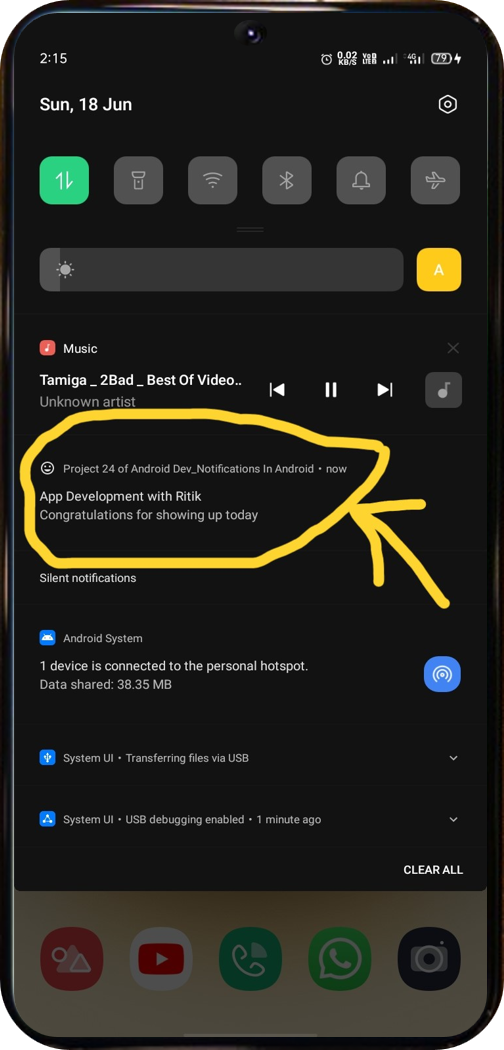 2:15
0.02
KB/S
Vo D
LTE
4G
79
Sun, 18 Jun
A
Music
Tamiga _ 2Bad _ Best Of Video..
Unknown artist
Project 24 of Android Dev_Notifications In Android • now
App Development with Ritik
Congratulations for showing up today
Silent notifications
Android System
1 device is connected to the personal hotspot.
Data shared: 38.35 MB
System UI • Transferring files via USB
System UI • USB debugging enabled • 1 minute ago
CLEAR ALL